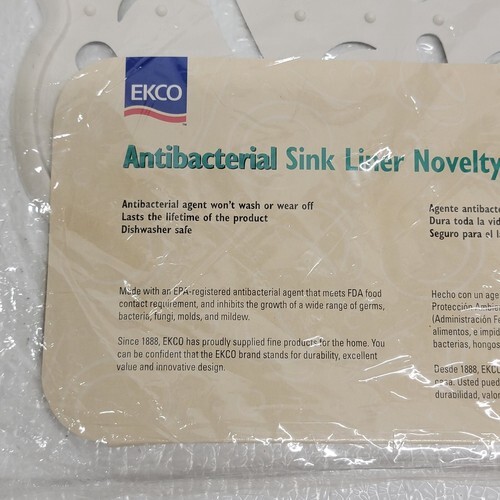 EKCO
Antibacterial Sink Liner Novelty
Antibacterial agent won't wash or wear off
Lasts the lifetime of the product
Dishwasher safe
Made with an EPA-registered antibacterial agent that meets FDA food
contact requirement, and inhibits the growth of a wide range of germs,
bacteria, fungi, molds, and mildew.
Since 1888, EKCO has proudly supplied fine products for the home. You
can be confident that the EKCO brand stands for durability, excellent
value and innovative design.
Agente antibacte
Dura toda la vid
Seguro para el l
Hecho con un age
Protección Ambien
(Administración Fe
alimentos, e impid
bacterias, hongos
Desde 1888, EKCO
casa. Usted pued
durabilidad, valor